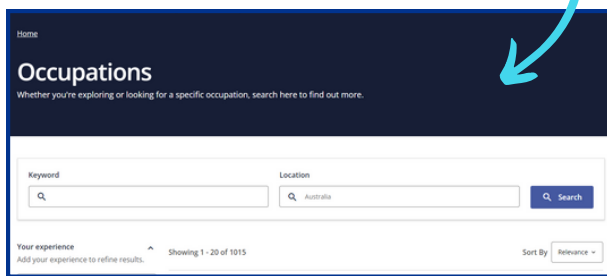 Home
Occupations
Whether you're exploring or looking for a specific occupation, search here to find out more.
Keyword
Location
Australia
Search
Your experience
Add your experience to refine results.
Showing 1 - 20 of 1015
Sort By
Relevance